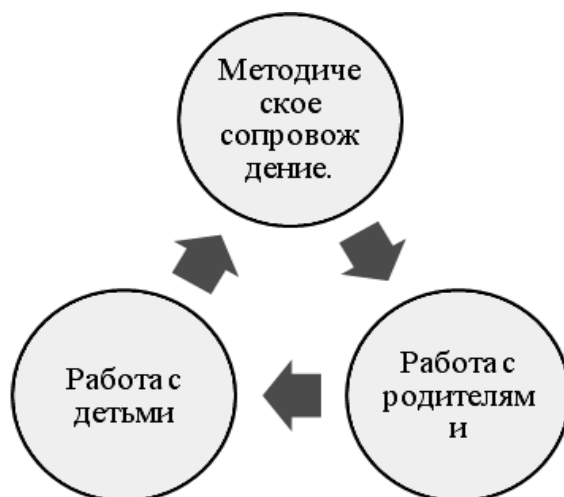 Методиче
ское
сопровож
дение.
Работа с
детьми
Работа с
родителям
и